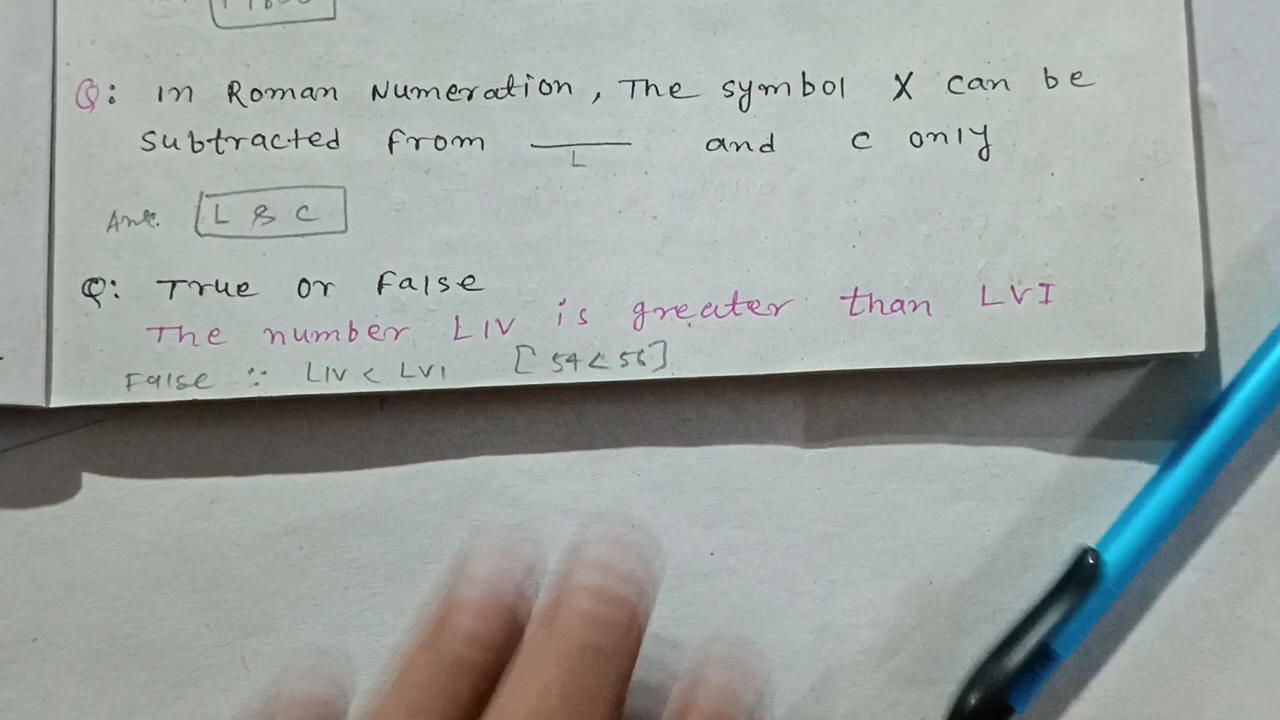 Q: In Roman Numeration, The symbol X can be
subtracted from ___ and c only
L
Ans. L & C
Q: True or False
The number LIV is greater than LVI
False ∵ LIV < LVI [54<56]